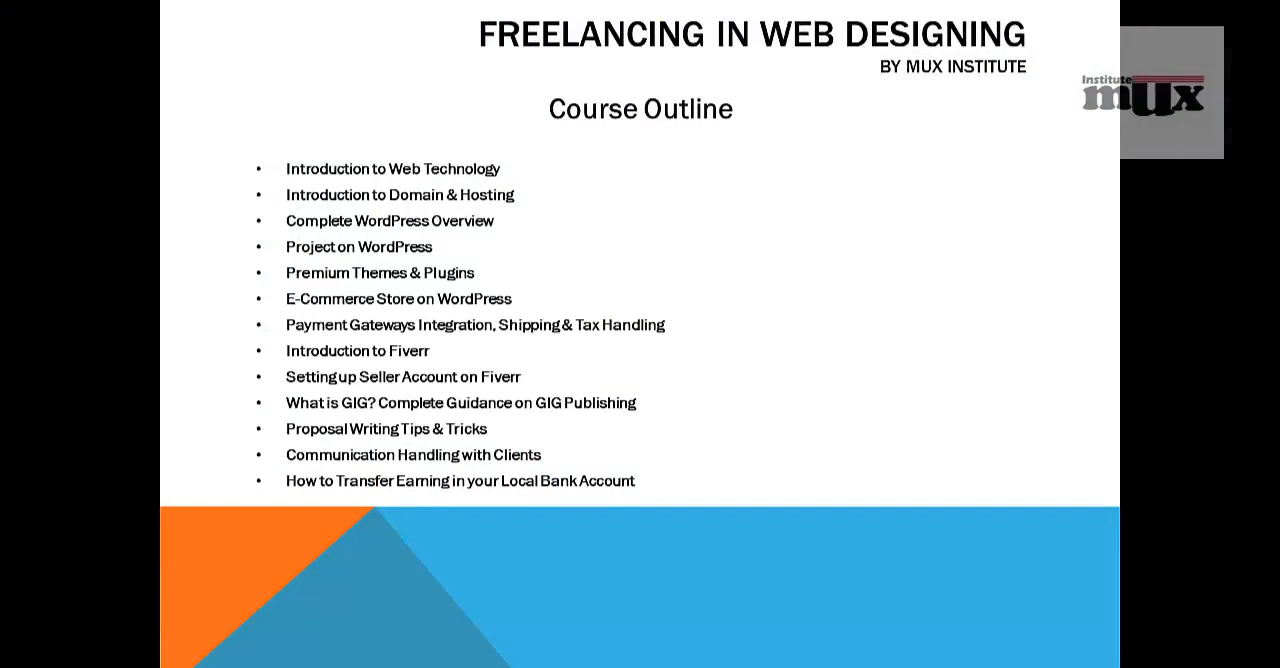 FREELANCING IN WEB DESIGNING
BY MUX INSTITUTE
Institute
mux
Course Outline
• Introduction to Web Technology
• Introduction to Domain & Hosting
• Complete WordPress Overview
• Project on WordPress
• Premium Themes & Plugins
• E-Commerce Store on WordPress
• Payment Gateways Integration, Shipping & Tax Handling
• Introduction to Fiverr
• Setting up Seller Account on Fiverr
• What is GIG? Complete Guidance on GIG Publishing
• Proposal Writing Tips & Tricks
• Communication Handling with Clients
• How to Transfer Earning in your Local Bank Account